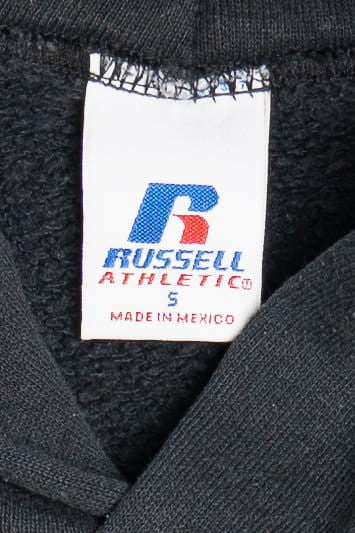 R
RUSSELL
ATHLETIC®
S
MADE IN MEXICO